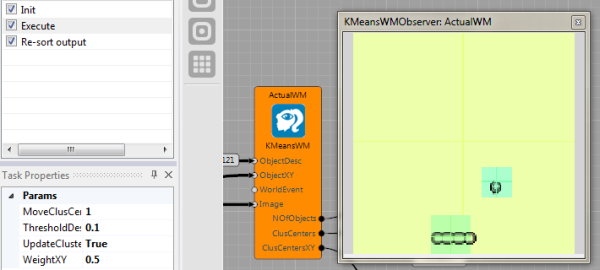 Init
Execute
Re-sort output
Task Properties
Params
MoveClusCe 1
ThresholdDe 0.1
UpdateCluste True
WeightXY 0.5
ActualWM
KMeansWM
121
ObjectDesc
ObjectXY
WorldEvent
Image
NOfObjects
ClusCenters
ClusCentersXY
KMeansWMObserver: ActualWM